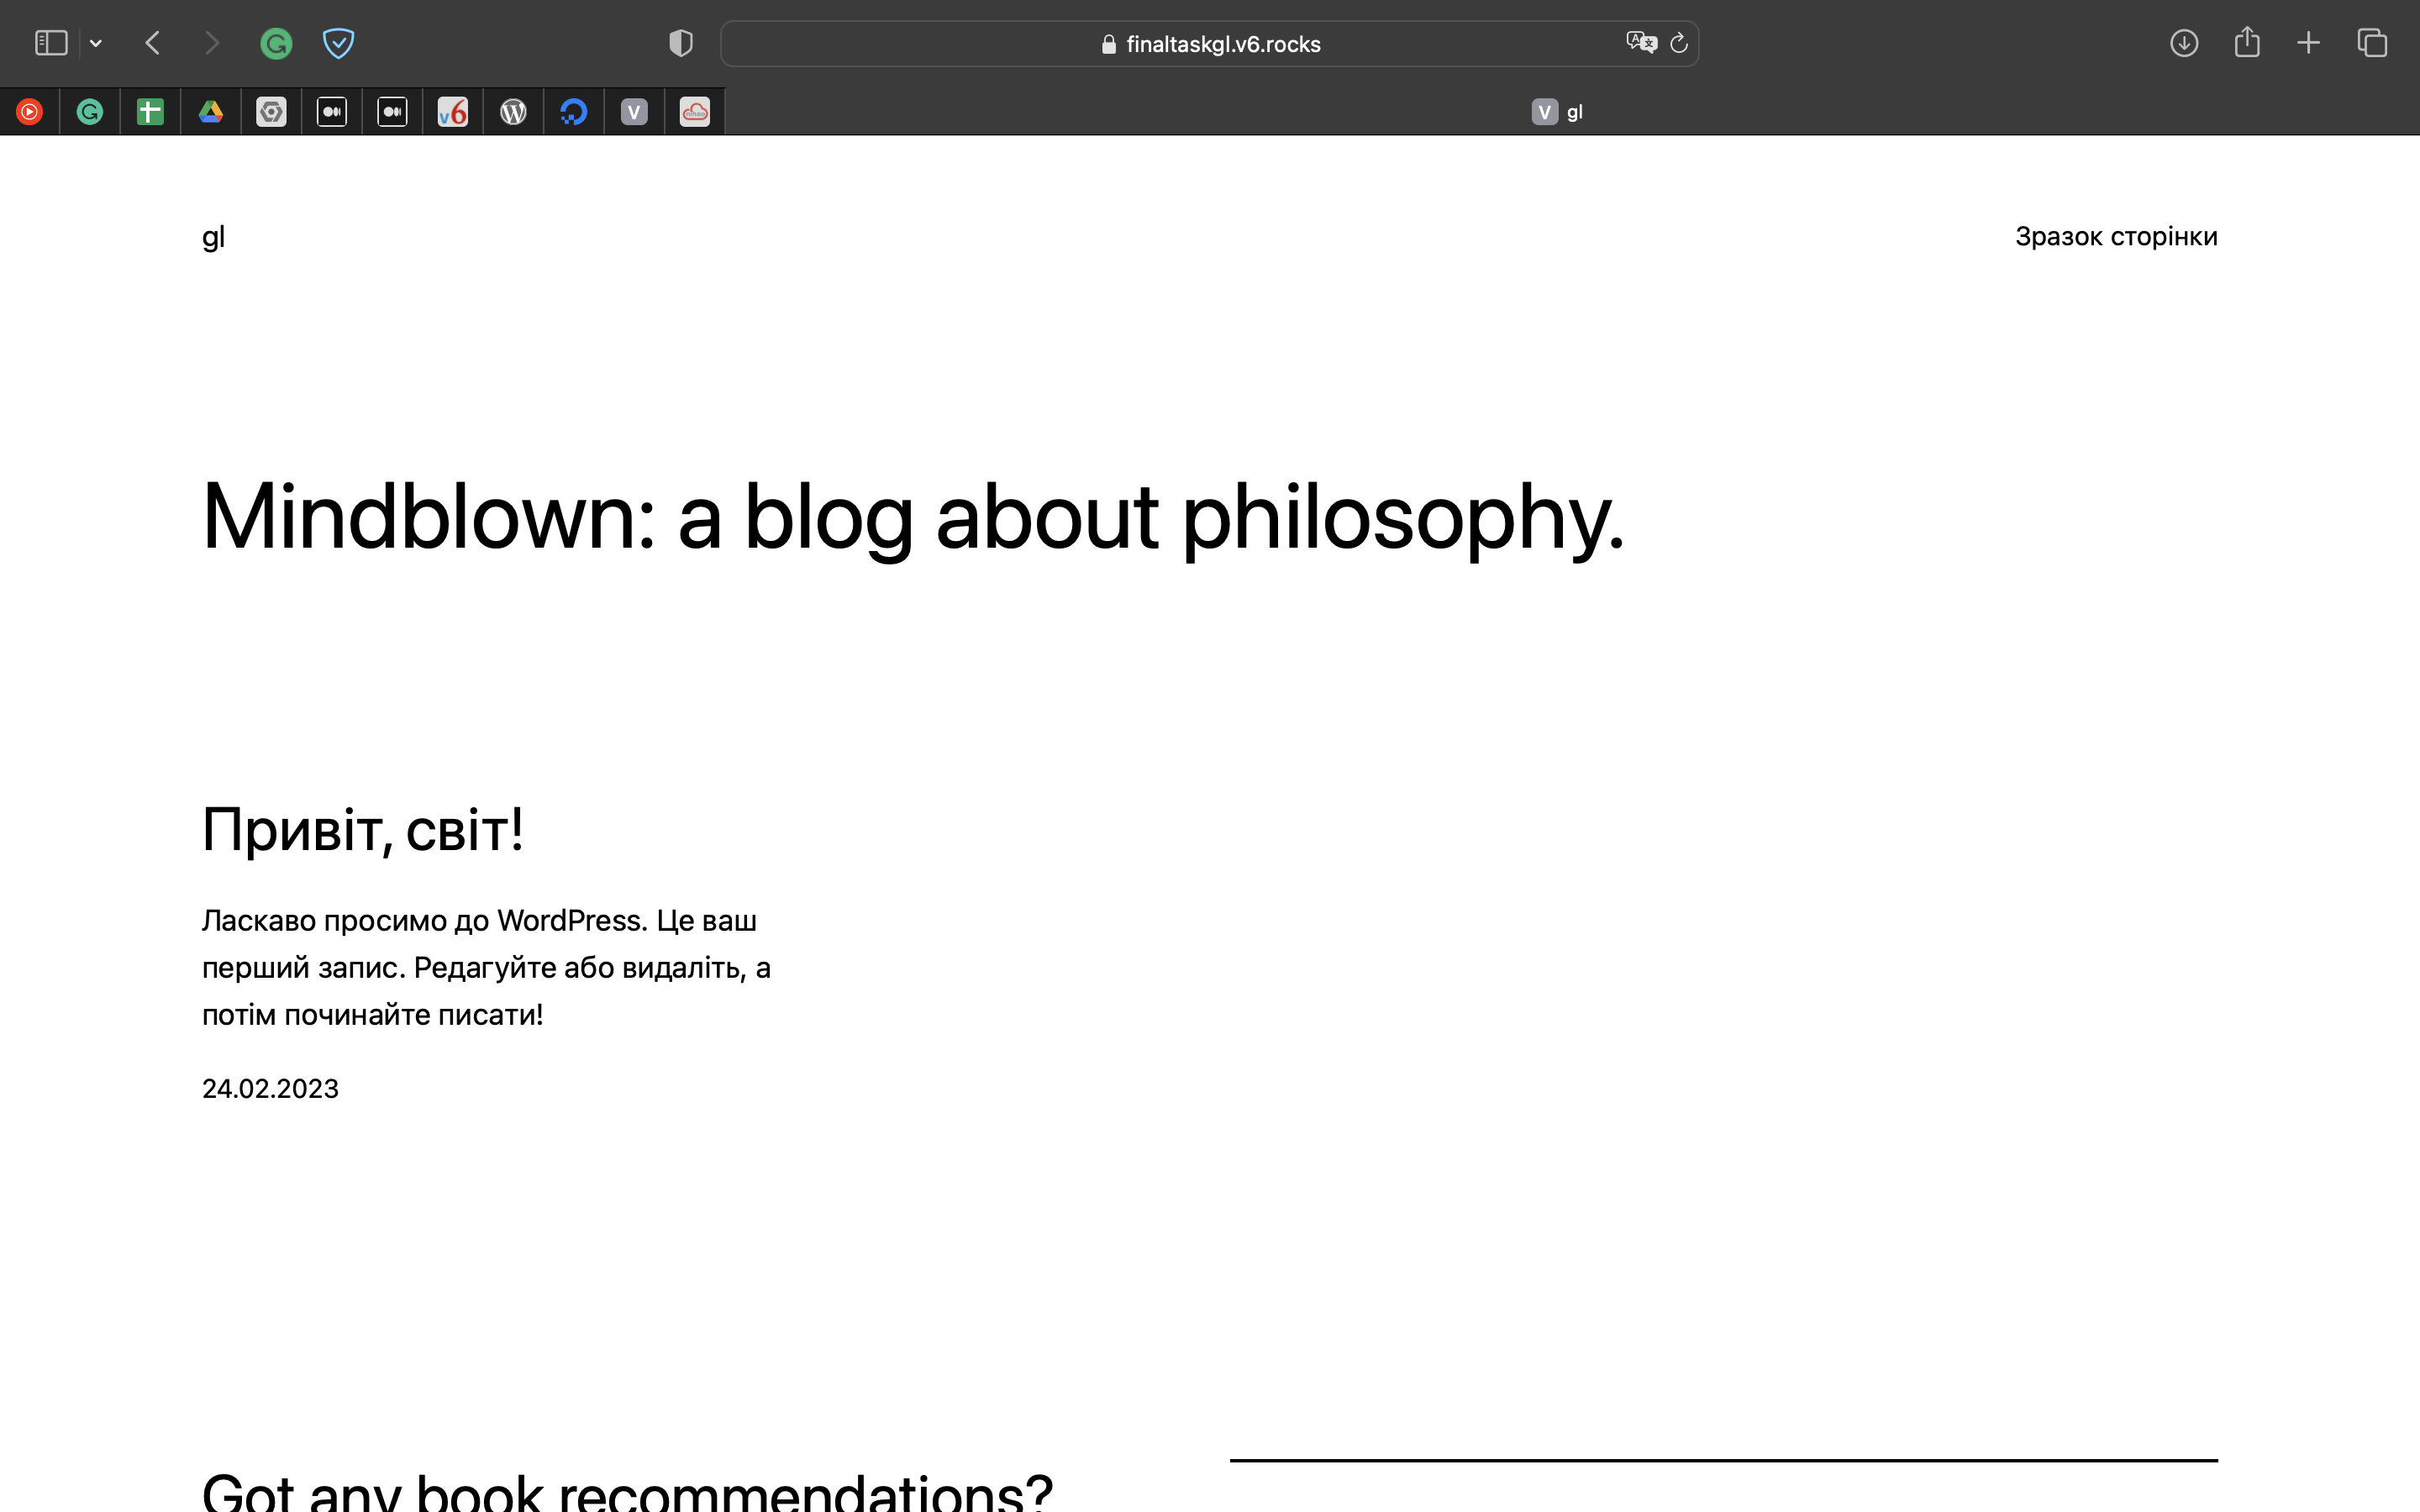 finaltaskgl.v6.rocks
v6
V
V gl
gl
Зразок сторінки
Mindblown: a blog about philosophy.
Привіт, світ!
Ласкаво просимо до WordPress. Це ваш
перший запис. Редагуйте або видаліть, а
потім починайте писати!
24.02.2023
Got any book recommendations?